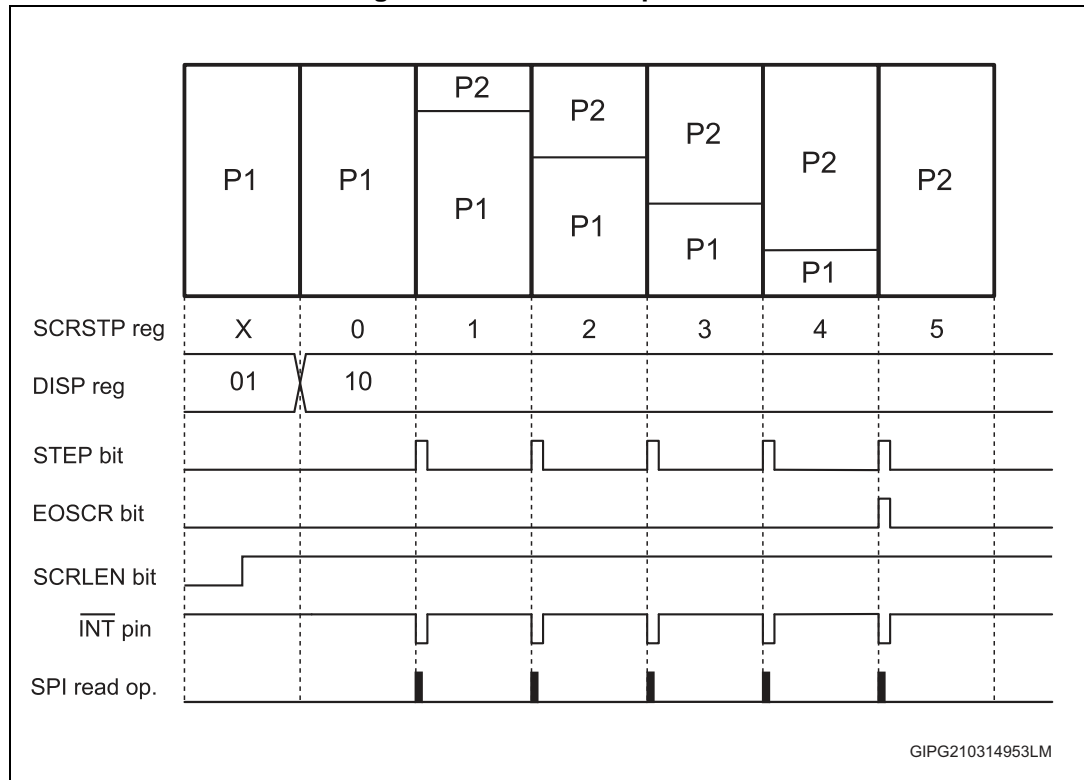 P1 P1 P2 P2 P2 P2 P2
P1 P1 P1 P1
SCRSTP reg X 0 1 2 3 4 5
DISP reg 01 10
STEP bit
EOSCR bit
SCRLEN bit
INT pin
SPI read op.
GIPG210314953LM